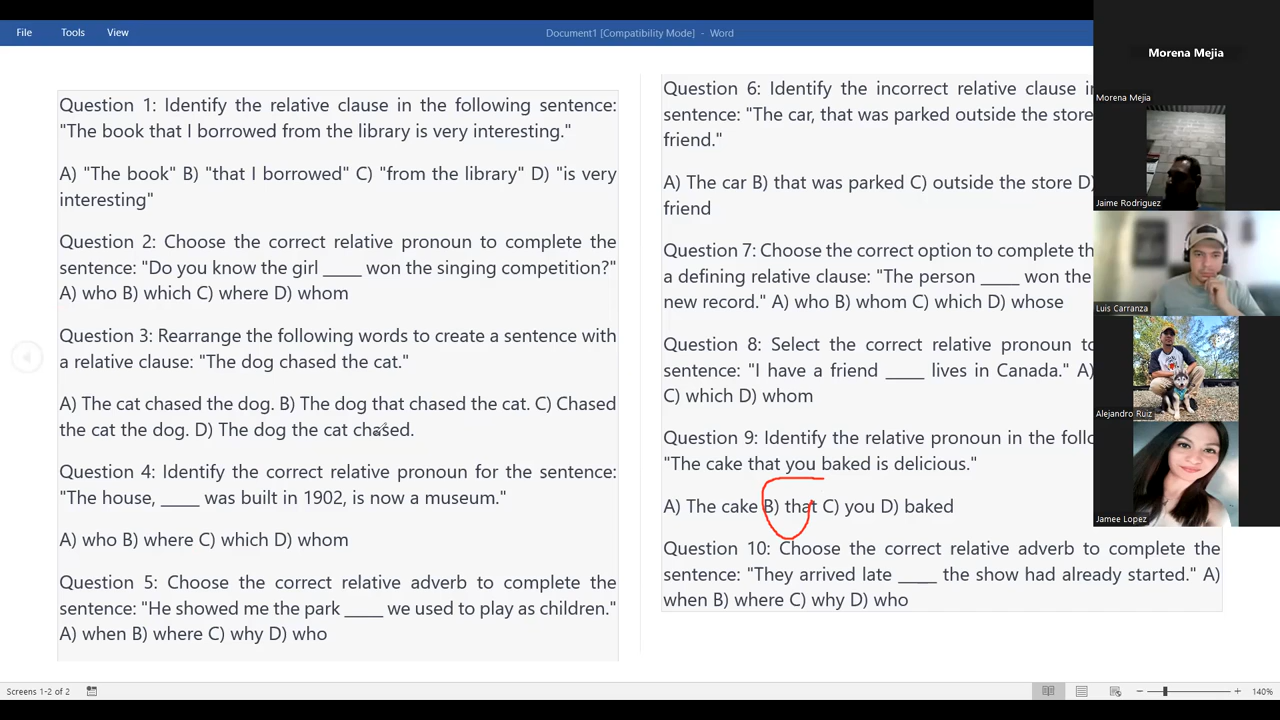 File Tools View
Document1 [Compatibility Mode] - Word
Question 1: Identify the relative clause in the following sentence:
"The book that I borrowed from the library is very interesting."
A) "The book" B) "that I borrowed" C) "from the library" D) "is very
interesting"
Question 2: Choose the correct relative pronoun to complete the
sentence: "Do you know the girl _____ won the singing competition?"
A) who B) which C) where D) whom
Question 3: Rearrange the following words to create a sentence with
a relative clause: "The dog chased the cat."
A) The cat chased the dog. B) The dog that chased the cat. C) Chased
the cat the dog. D) The dog the cat chased.
Question 4: Identify the correct relative pronoun for the sentence:
"The house, _____ was built in 1902, is now a museum."
A) who B) where C) which D) whom
Question 5: Choose the correct relative adverb to complete the
sentence: "He showed me the park _____ we used to play as children."
A) when B) where C) why D) who
Question 6: Identify the incorrect relative clause in
sentence: "The car, that was parked outside the store
friend."
A) The car B) that was parked C) outside the store D)
friend
Question 7: Choose the correct option to complete th
a defining relative clause: "The person _____ won the
new record." A) who B) whom C) which D) whose
Question 8: Select the correct relative pronoun to
sentence: "I have a friend _____ lives in Canada." A)
C) which D) whom
Question 9: Identify the relative pronoun in the follo
"The cake that you baked is delicious."
A) The cake B) that C) you D) baked
Question 10: Choose the correct relative adverb to complete the
sentence: "They arrived late _____ the show had already started." A)
when B) where C) why D) who
Morena Mejia
Morena Mejia
Jaime Rodriguez
Luis Carranza
Alejandro Ruiz
Jamee Lopez
Screens 1-2 of 2
140%